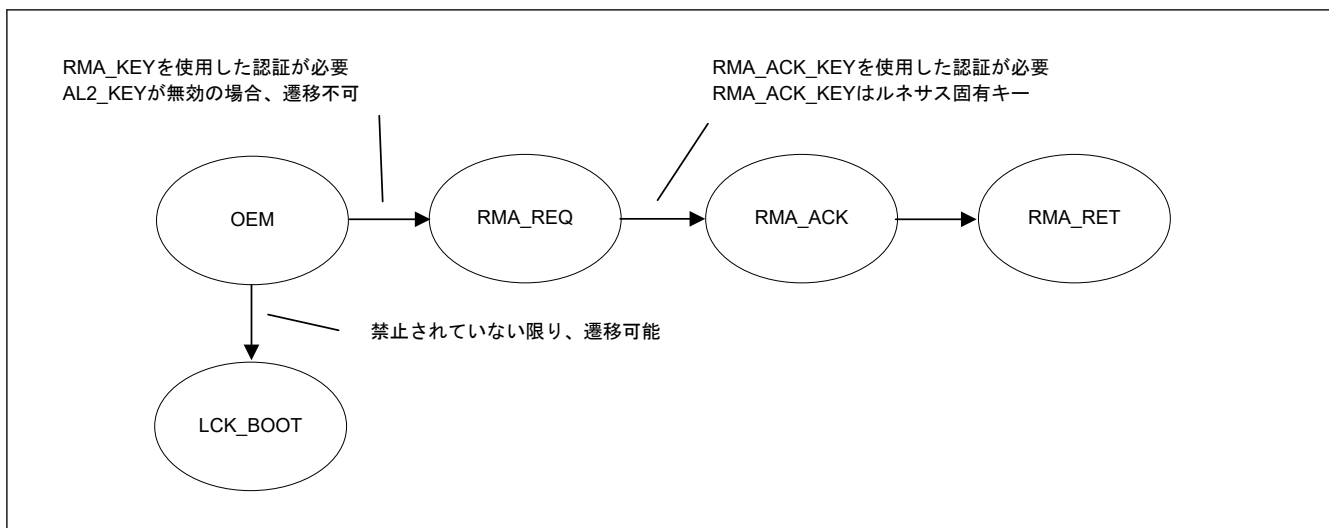 RMA_KEYを使用した認証が必要
AL2_KEYが無効の場合、遷移不可
RMA_ACK_KEYを使用した認証が必要
RMA_ACK_KEYはルネサス固有キー
OEM
RMA_REQ
RMA_ACK
RMA_RET
禁止されていない限り、遷移可能
LCK_BOOT